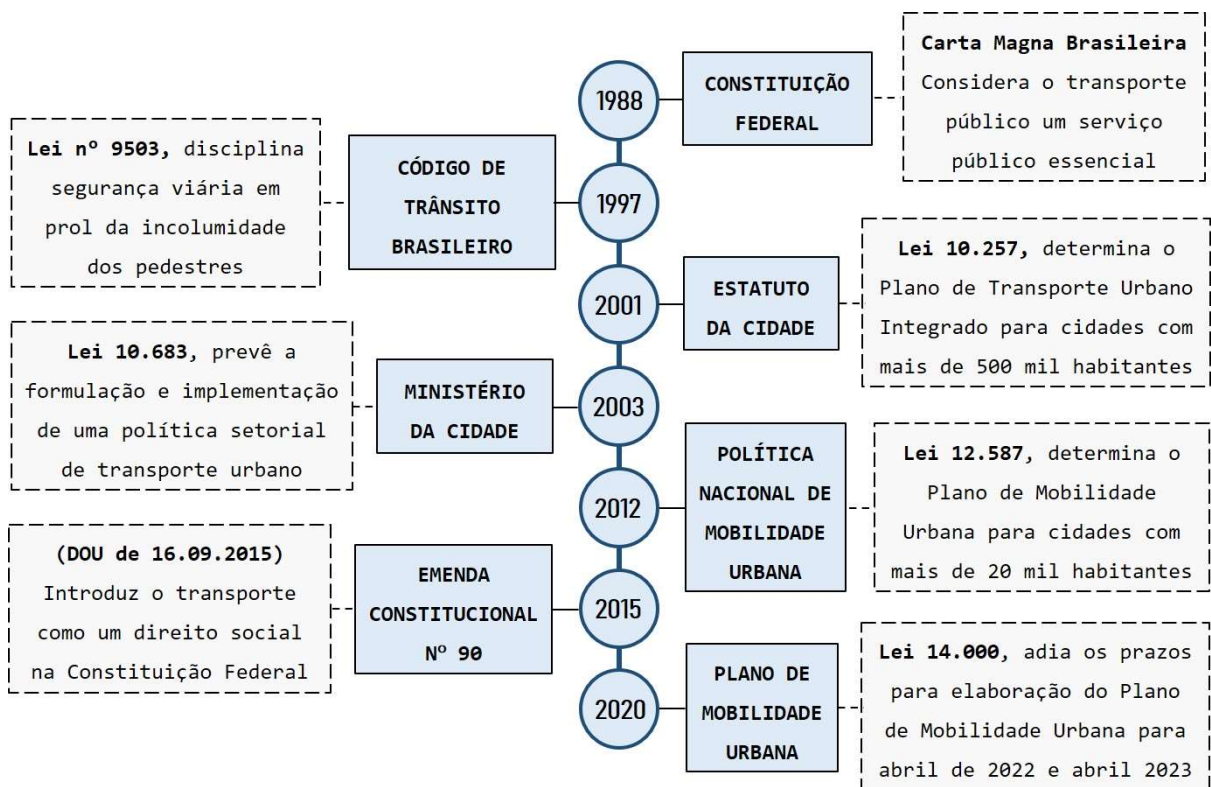 1988
CONSTITUIÇÃO
FEDERAL
Carta Magna Brasileira
Considera o transporte
público um serviço
público essencial
1997
CÓDIGO DE
TRÂNSITO
BRASILEIRO
Lei nº 9503, disciplina
segurança viária em
prol da incolumidade
dos pedestres
2001
ESTATUTO
DA CIDADE
Lei 10.257, determina o
Plano de Transporte Urbano
Integrado para cidades com
mais de 500 mil habitantes
2003
MINISTÉRIO
DA CIDADE
Lei 10.683, prevê a
formulação e implementação
de uma política setorial
de transporte urbano
2012
POLÍTICA
NACIONAL DE
MOBILIDADE
URBANA
Lei 12.587, determina o
Plano de Mobilidade
Urbana para cidades com
mais de 20 mil habitantes
2015
EMENDA
CONSTITUCIONAL
Nº 90
(DOU de 16.09.2015)
Introduz o transporte
como um direito social
na Constituição Federal
2020
PLANO DE
MOBILIDADE
URBANA
Lei 14.000, adia os prazos
para elaboração do Plano
de Mobilidade Urbana para
abril de 2022 e abril 2023